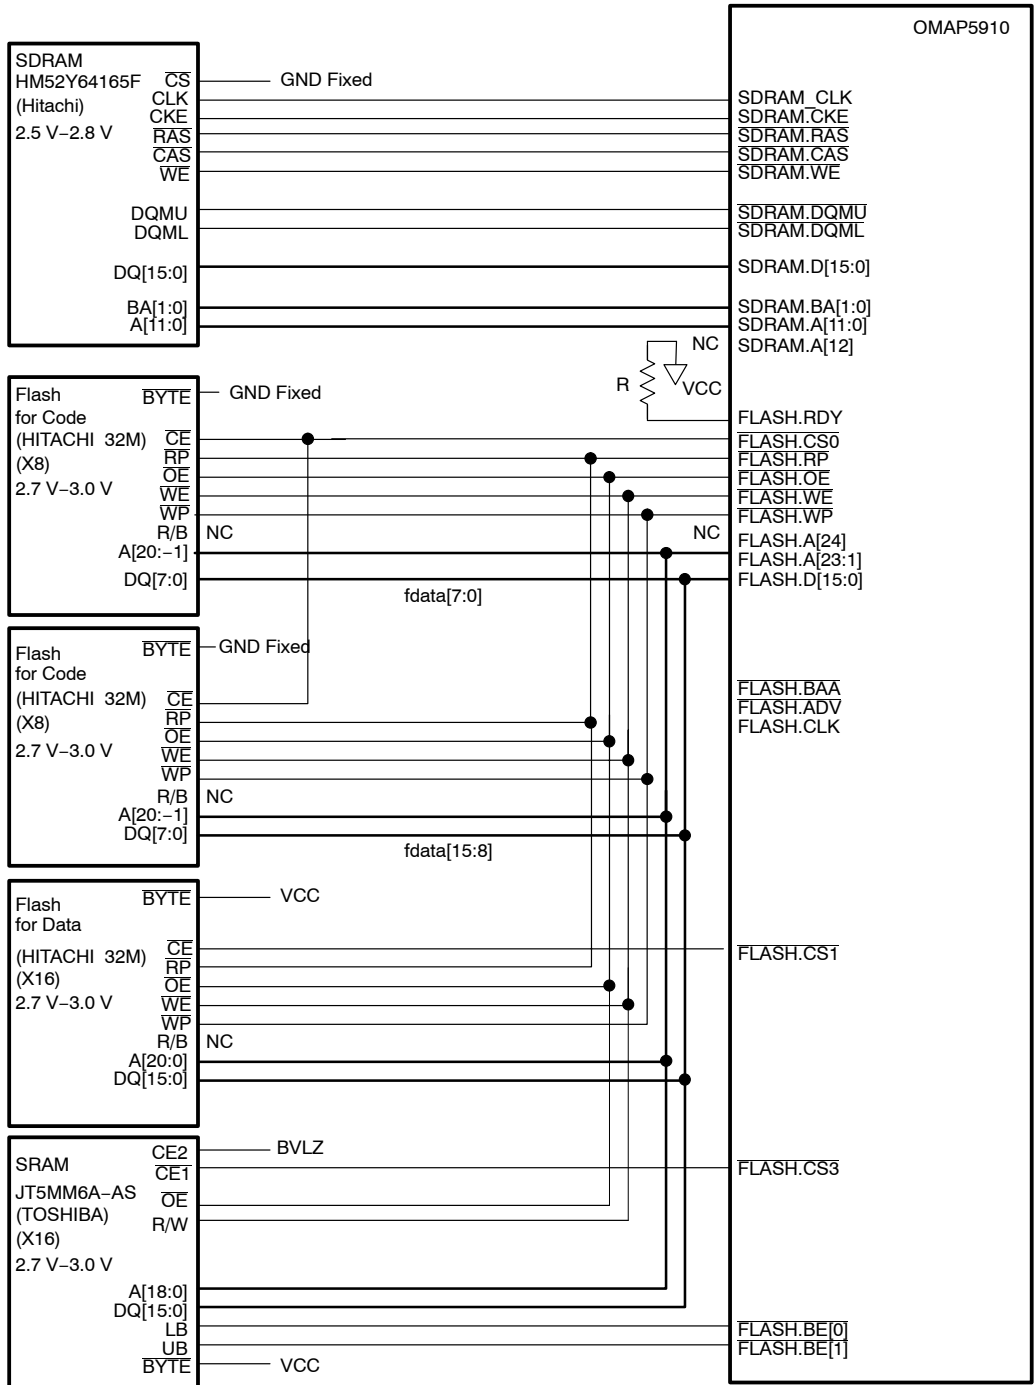 OMAP5910
SDRAM
HM52Y64165F
(Hitachi)
2.5 V–2.8 V
CS
CLK
CKE
RAS
CAS
WE
DQMU
DQML
DQ[15:0]
BA[1:0]
A[11:0]
GND Fixed
SDRAM_CLK
SDRAM.CKE
SDRAM.RAS
SDRAM.CAS
SDRAM.WE
SDRAM.DQMU
SDRAM.DQML
SDRAM.D[15:0]
SDRAM.BA[1:0]
SDRAM.A[11:0]
NC
SDRAM.A[12]
R
VCC
Flash
for Code
(HITACHI 32M)
(X8)
2.7 V–3.0 V
BYTE
CE
RP
OE
WE
WP
R/B
A[20:–1]
DQ[7:0]
GND Fixed
NC
fdata[7:0]
FLASH.RDY
FLASH.CS0
FLASH.RP
FLASH.OE
FLASH.WE
FLASH.WP
NC
FLASH.A[24]
FLASH.A[23:1]
FLASH.D[15:0]
Flash
for Code
(HITACHI 32M)
(X8)
2.7 V–3.0 V
BYTE
CE
RP
OE
WE
WP
R/B
A[20:–1]
DQ[7:0]
GND Fixed
NC
fdata[15:8]
FLASH.BAA
FLASH.ADV
FLASH.CLK
Flash
for Data
(HITACHI 32M)
(X16)
2.7 V–3.0 V
BYTE
CE
RP
OE
WE
WP
R/B
A[20:0]
DQ[15:0]
VCC
NC
FLASH.CS1
SRAM
JT5MM6A–AS
(TOSHIBA)
(X16)
2.7 V–3.0 V
CE2
CE1
OE
R/W
A[18:0]
DQ[15:0]
LB
UB
BYTE
BVLZ
VCC
FLASH.CS3
FLASH.BE[0]
FLASH.BE[1]